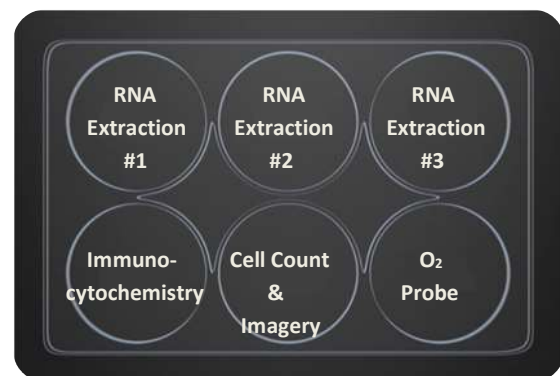 RNA
Extraction
#1
RNA
Extraction
#2
RNA
Extraction
#3
Immuno-
cytochemistry
Cell Count
&
Imagery
O₂
Probe